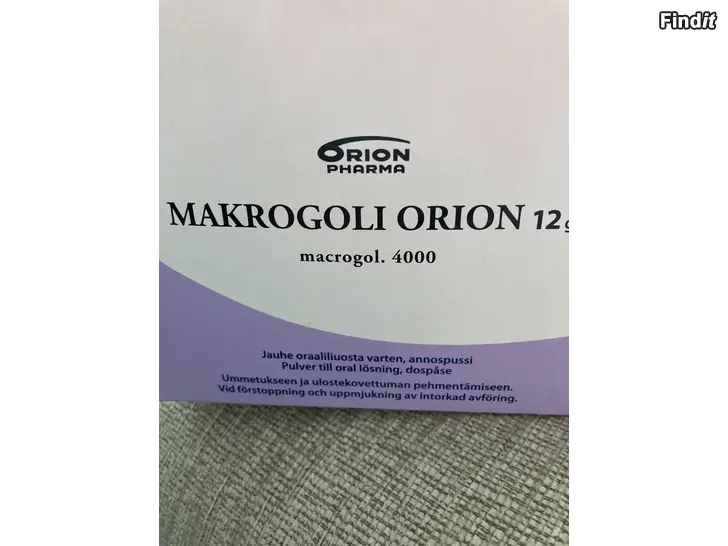 Findit
ORION
PHARMA
MAKROGOLI ORION 12 g
macrogol. 4000
Jauhe oraaliliuosta varten, annospussi
Pulver till oral lösning, dospåse
Ummetukseen ja ulostekovettuman pehmentämiseen.
Vid förstoppning och uppmjukning av intorkad avföring.